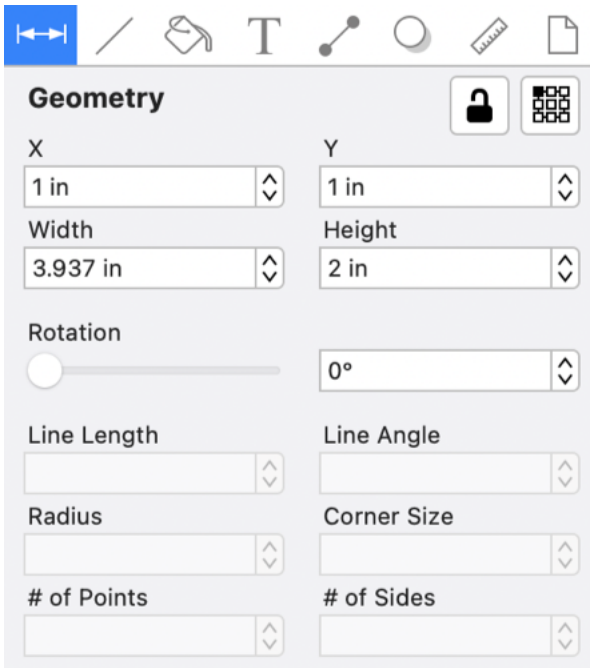 T
Geometry
X Y
1 in 1 in
Width Height
3.937 in 2 in
Rotation
0°
Line Length Line Angle
Radius Corner Size
# of Points # of Sides